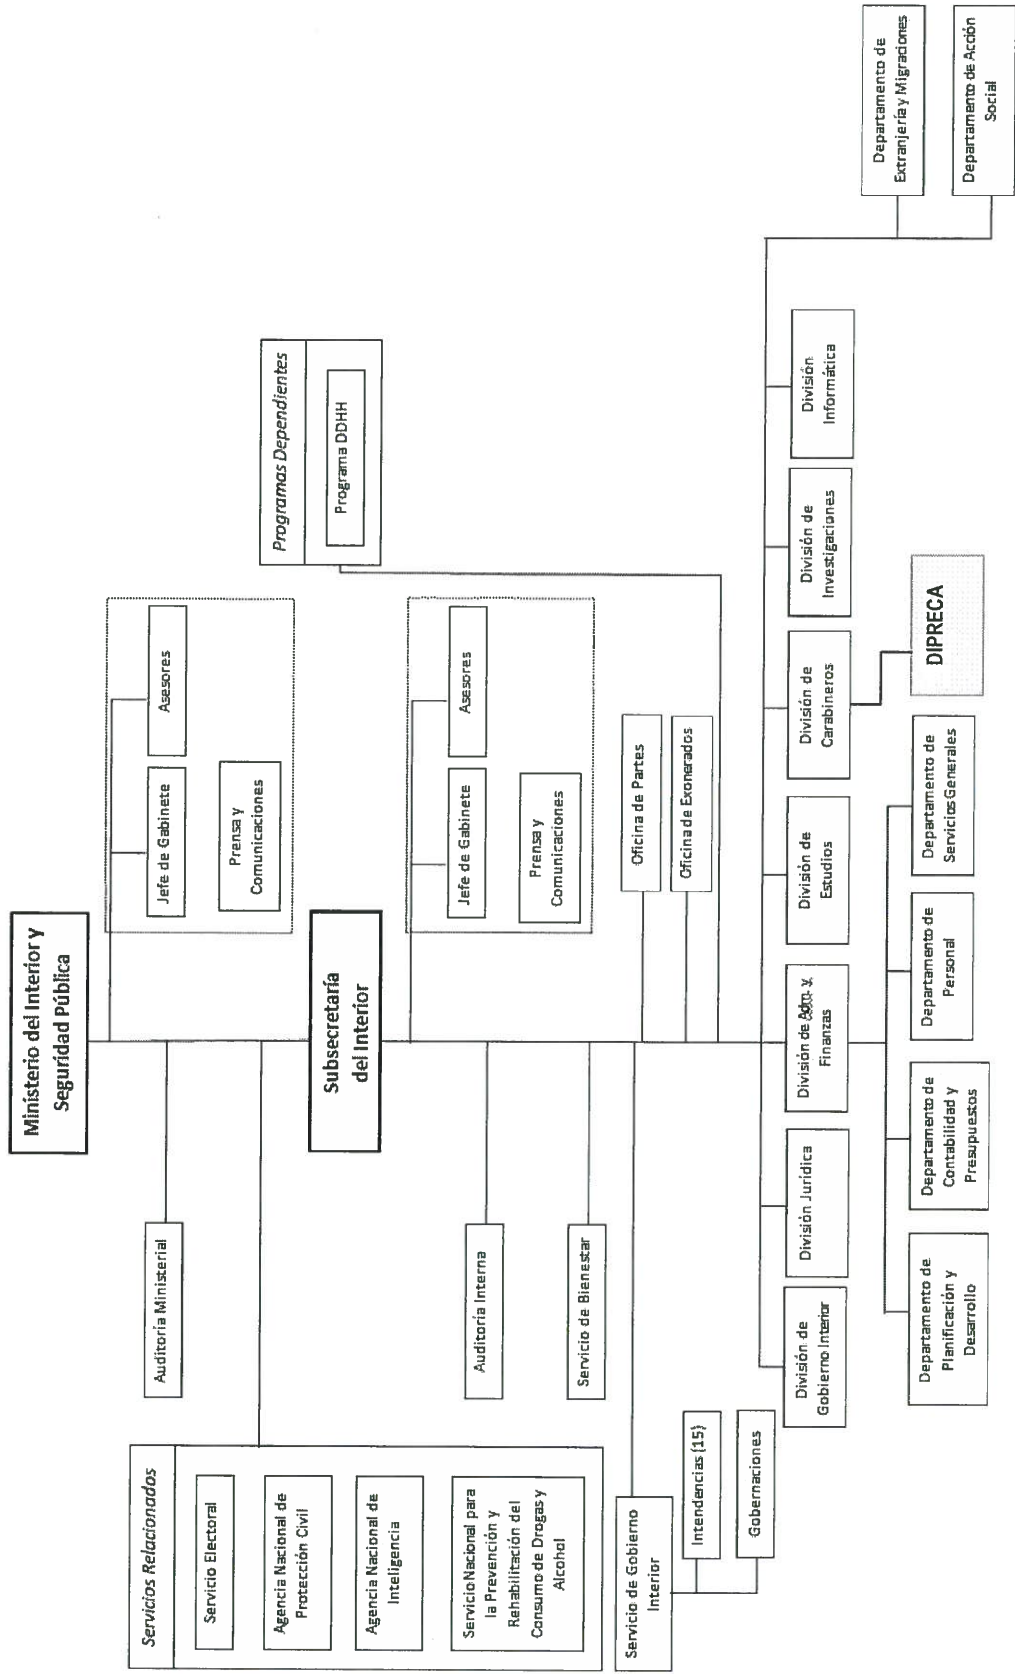 Ministerio del Interior y
Seguridad Pública
Jefe de Gabinete
Asesores
Prensa y
Comunicaciones
Auditoría Ministerial
Servicios Relacionados
Servicio Electoral
Agencia Nacional de
Protección Civil
Agencia Nacional de
Inteligencia
Servicio Nacional para
la Prevención y
Rehabilitación del
Consumo de Drogas y
Alcohol
Subsecretaría
del Interior
Programas Dependientes
Programa DDHH
Jefe de Gabinete
Asesores
Prensa y
Comunicaciones
Auditoría Interna
Servicio de Bienestar
Oficina de Partes
Oficina de Exonerados
Servicio de Gobierno
Interior
Intendencias (15)
Gobernaciones
División de
Gobierno Interior
División Jurídica
División de Adm. y.
Finanzas
División de
Estudios
División de
Carabineros
División de
Investigaciones
División
Informática
Departamento de
Extranjería y Migraciones
Departamento de Acción
Social
Departamento de
Planificación y
Desarrollo
Departamento de
Contabilidad y
Presupuestos
Departamento de
Personal
Departamento de
Servicios Generales
DIPRECA